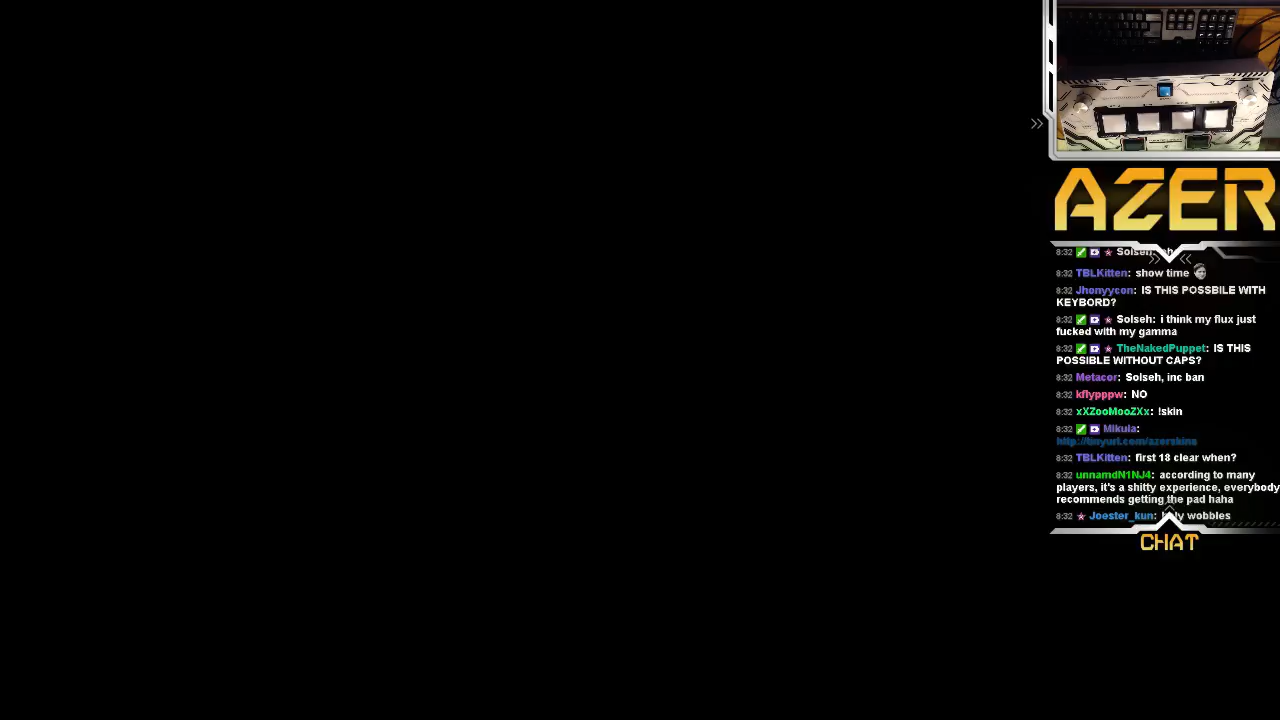 AZER
8:32 Solseh:
8:32 TBLKitten: show time
8:32 Jhonyycon: IS THIS POSSBILE WITH
KEYBORD?
8:32 Solseh: i think my flux just
fucked with my gamma
8:32 TheNakedPuppet: IS THIS
POSSIBLE WITHOUT CAPS?
8:32 Metacor: Solseh, inc ban
8:32 kflypppw: NO
8:32 xXZooMooZXx: !skin
8:32 Mikuia:
http://tinyurl.com/azerskins
8:32 TBLKitten: first 18 clear when?
8:32 unnamdN1NJ4: according to many
players, it's a shitty experience, everybody
recommends getting the pad haha
8:32 Joester_kun: holy wobbles
CHAT